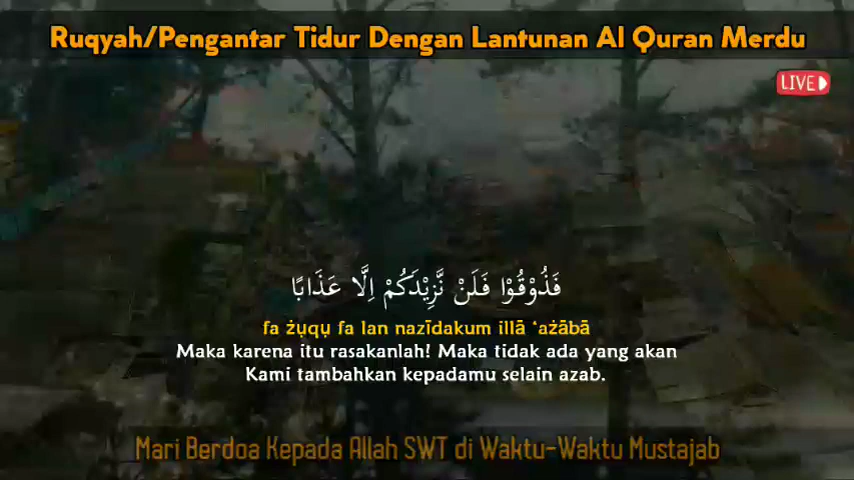 Ruqyah/Pengantar Tidur Dengan Lantunan Al Quran Merdu
LIVE
فَذُوْقُوْا فَلَنْ نَّزِيْدَكُمْ اِلَّا عَذَابًا
fa żụqụ fa lan nazīdakum illā 'ażābā
Maka karena itu rasakanlah! Maka tidak ada yang akan
Kami tambahkan kepadamu selain azab.
Mari Berdoa Kepada Allah SWT di Waktu-Waktu Mustajab